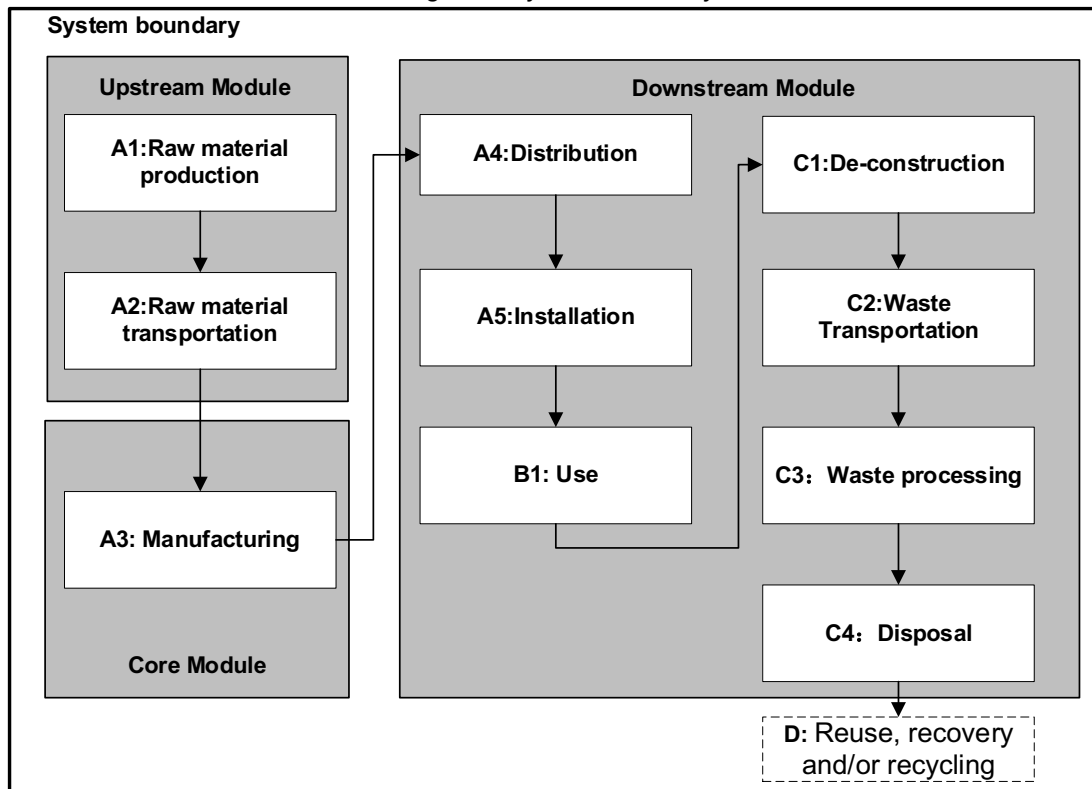 System boundary
Upstream Module
A1:Raw material
production
A2:Raw material
transportation
A3: Manufacturing
Core Module
Downstream Module
A4:Distribution
A5:Installation
B1: Use
C1:De-construction
C2:Waste
Transportation
C3：Waste processing
C4：Disposal
D: Reuse, recovery
and/or recycling